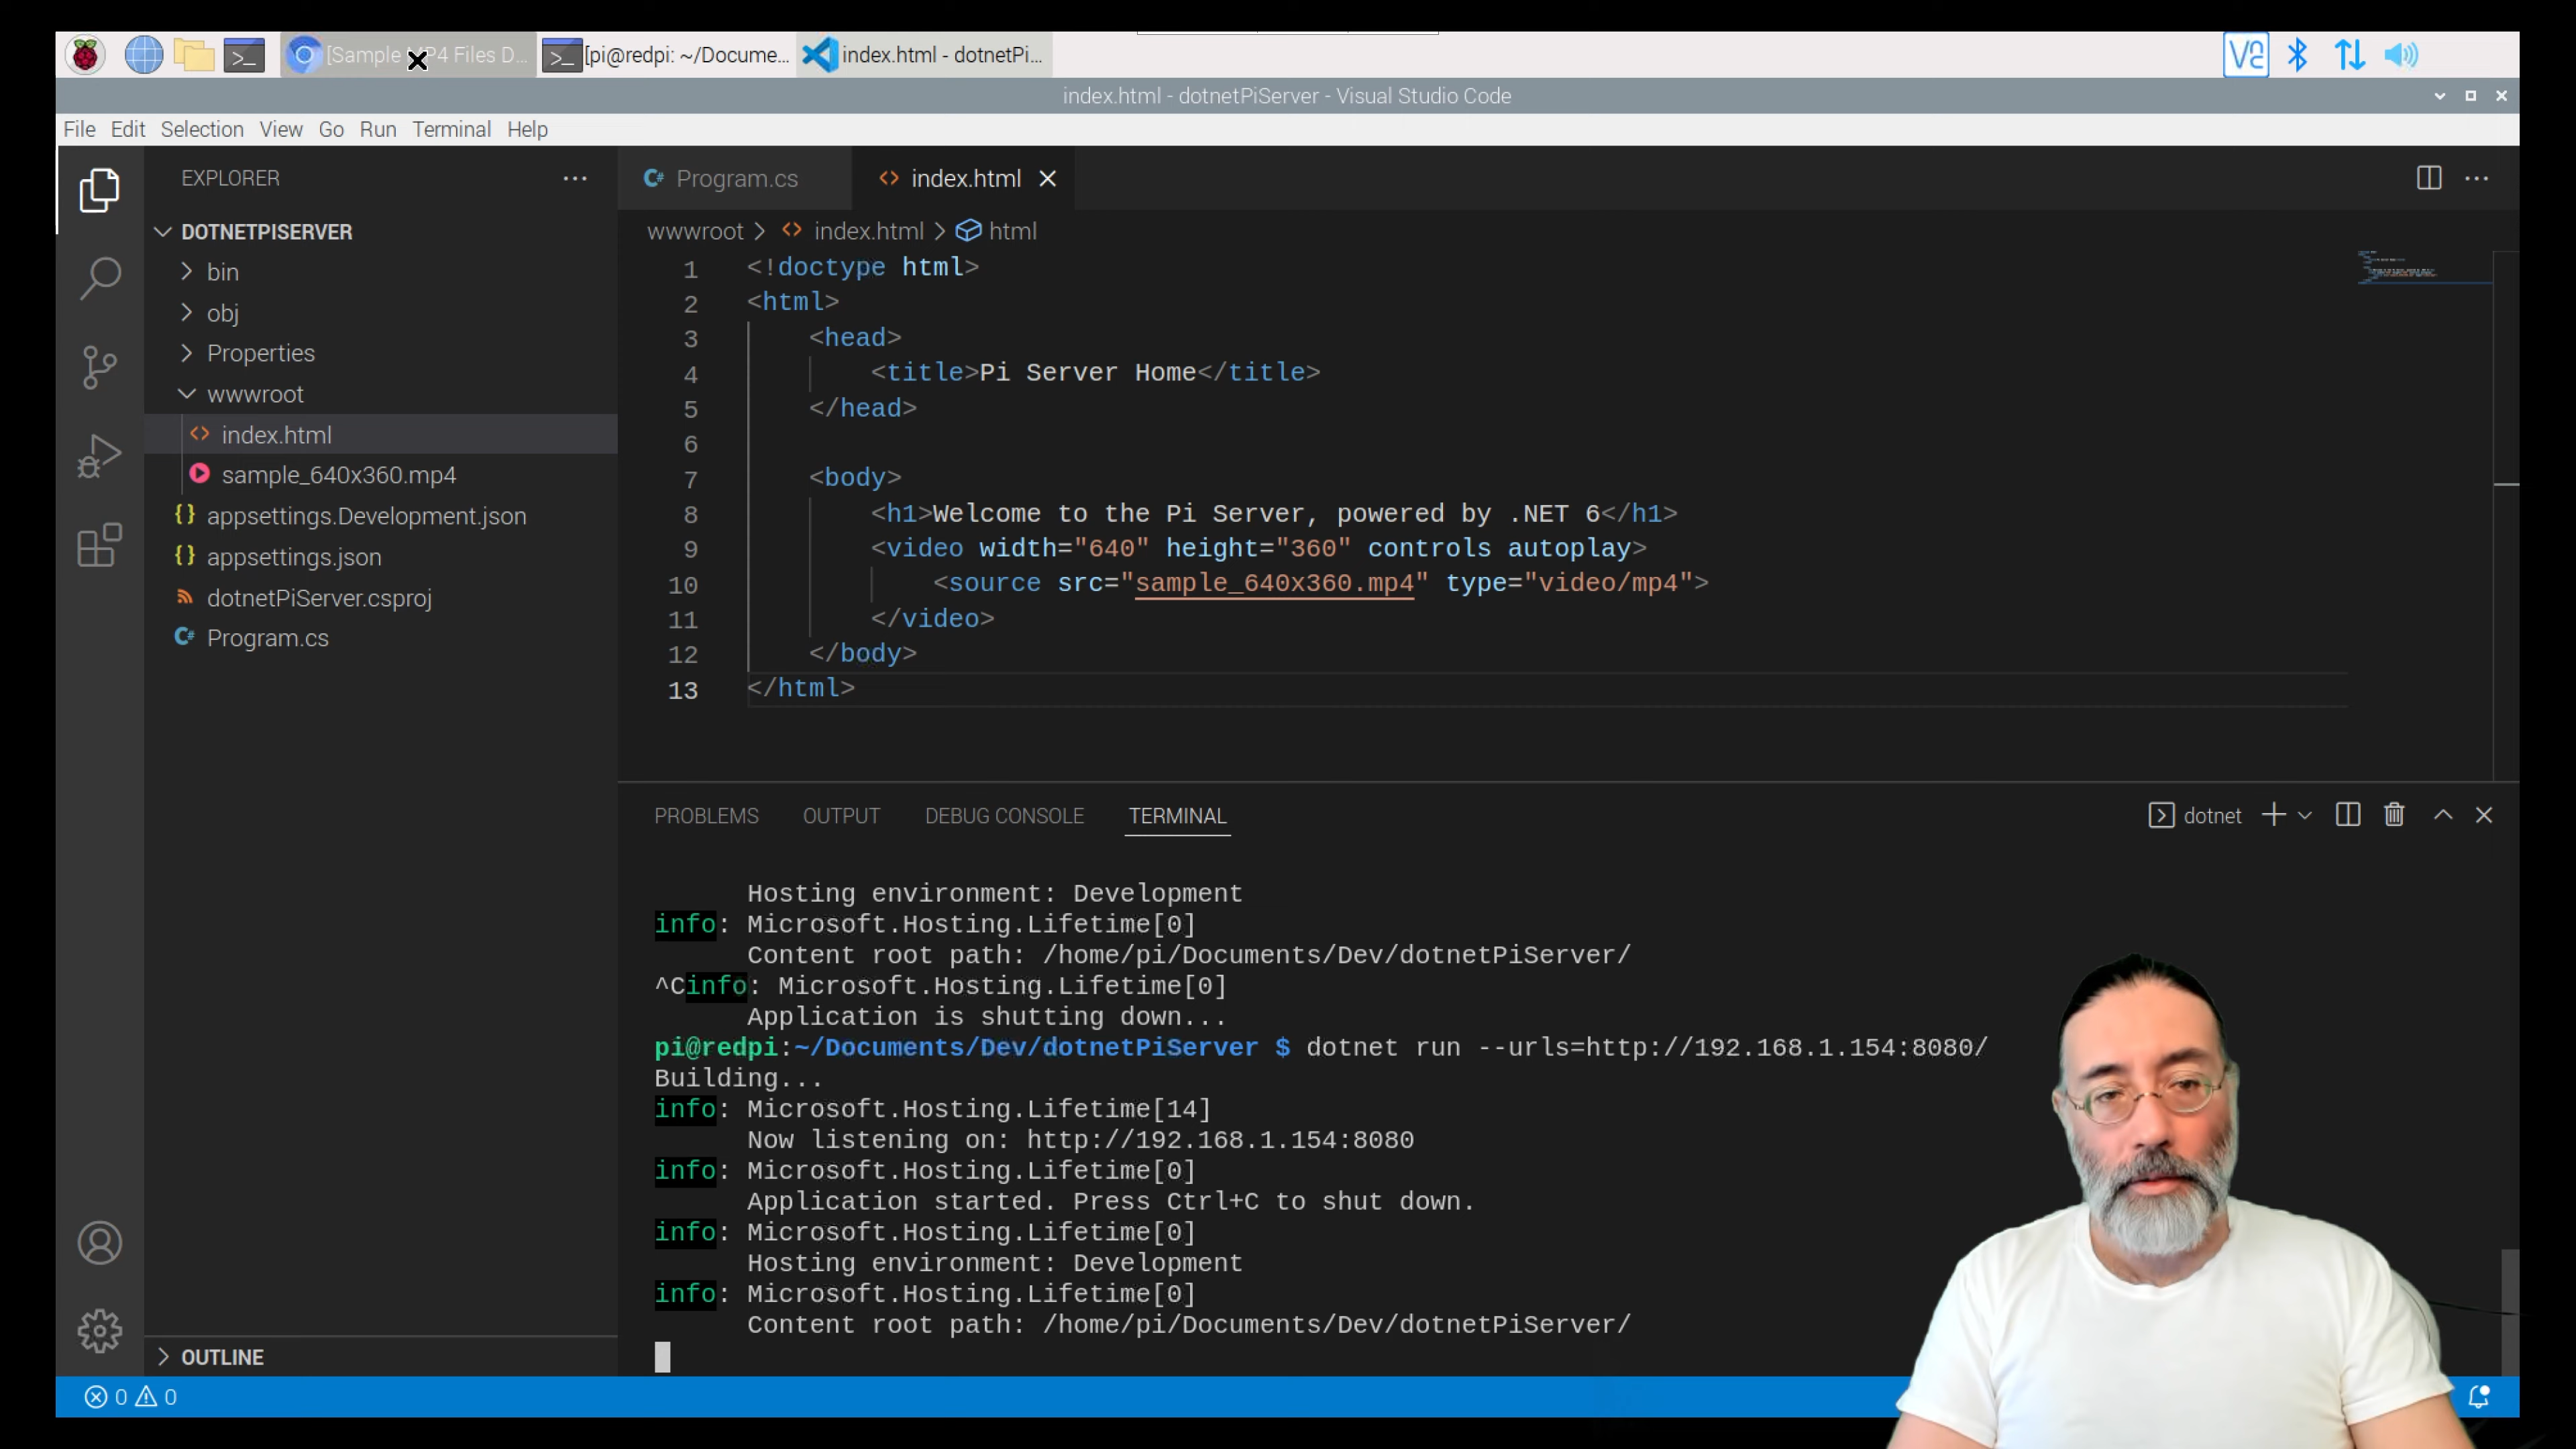 [Sample MP4 Files D...
[pi@redpi: ~/Docume...
index.html - dotnetPi...
index.html - dotnetPiServer - Visual Studio Code
File Edit Selection View Go Run Terminal Help
EXPLORER
DOTNETPISERVER
bin
obj
Properties
wwwroot
index.html
sample_640x360.mp4
appsettings.Development.json
appsettings.json
dotnetPiServer.csproj
Program.cs
OUTLINE
Program.cs
index.html
wwwroot > index.html > html
1 <!doctype html>
2 <html>
3 <head>
4 <title>Pi Server Home</title>
5 </head>
6
7 <body>
8 <h1>Welcome to the Pi Server, powered by .NET 6</h1>
9 <video width="640" height="360" controls autoplay>
10 <source src="sample_640x360.mp4" type="video/mp4">
11 </video>
12 </body>
13 </html>
PROBLEMS OUTPUT DEBUG CONSOLE TERMINAL
dotnet
Hosting environment: Development
info: Microsoft.Hosting.Lifetime[0]
Content root path: /home/pi/Documents/Dev/dotnetPiServer/
^Cinfo: Microsoft.Hosting.Lifetime[0]
Application is shutting down...
pi@redpi:~/Documents/Dev/dotnetPiServer $ dotnet run --urls=http://192.168.1.154:8080/
Building...
info: Microsoft.Hosting.Lifetime[14]
Now listening on: http://192.168.1.154:8080
info: Microsoft.Hosting.Lifetime[0]
Application started. Press Ctrl+C to shut down.
info: Microsoft.Hosting.Lifetime[0]
Hosting environment: Development
info: Microsoft.Hosting.Lifetime[0]
Content root path: /home/pi/Documents/Dev/dotnetPiServer/
0 0